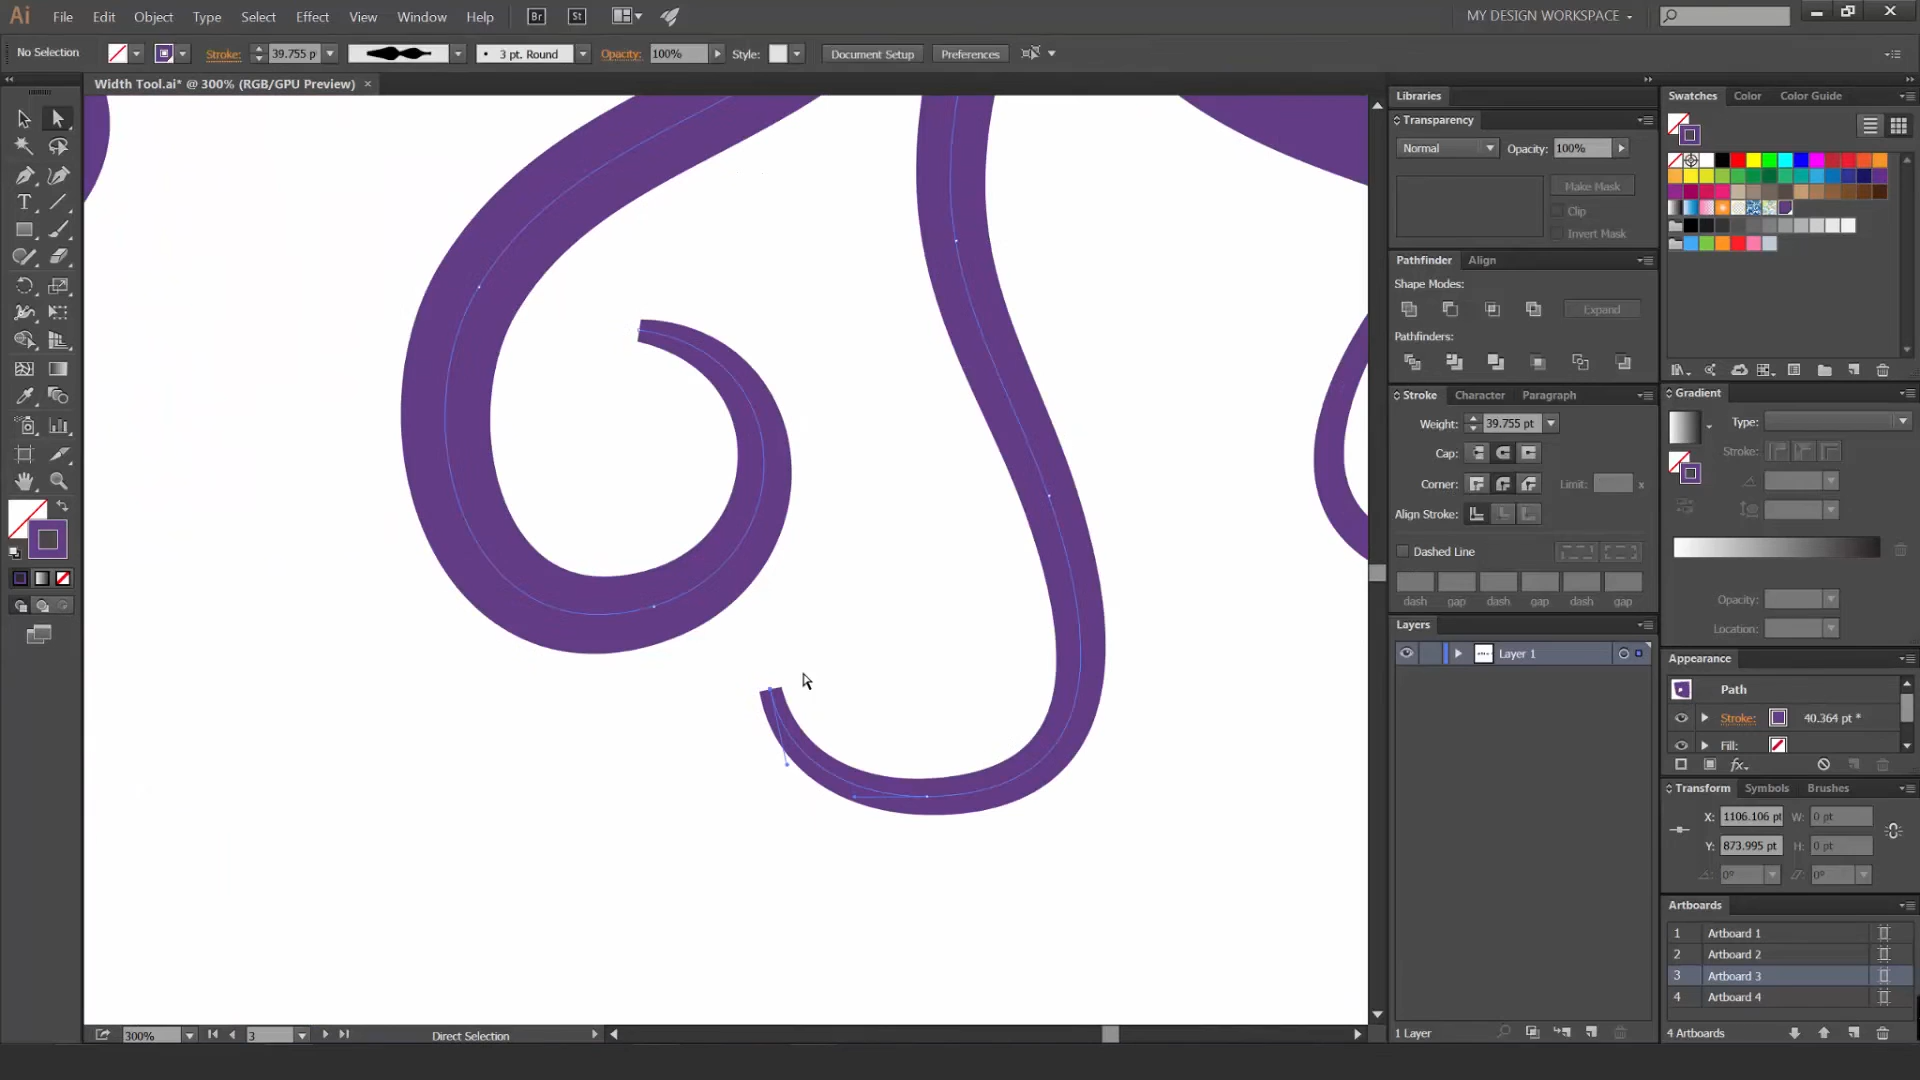 Ai File Edit Object Type Select Effect View Window Help Br St MY DESIGN WORKSPACE
No Selection Stroke: 39.755 p 3 pt. Round Opacity: 100% Style: Document Setup Preferences
Width Tool.ai* @ 300% (RGB/GPU Preview) ×
Libraries
Transparency
Normal Opacity: 100%
Make Mask
Clip
Invert Mask
Pathfinder Align
Shape Modes:
Expand
Pathfinders:
Stroke Character Paragraph
Weight: 39.755 pt
Cap:
Corner: Limit: x
Align Stroke:
Dashed Line
dash gap dash gap dash gap
Layers
Layer 1
1 Layer
Swatches Color Color Guide
Gradient
Type:
Stroke:
Opacity:
Location:
Appearance
Path
Stroke: 40.364 pt *
Fill:
fx
Transform Symbols Brushes
X: 1106.106 pt W: 0 pt
Y: 873.995 pt H: 0 pt
0° 0°
Artboards
1 Artboard 1
2 Artboard 2
3 Artboard 3
4 Artboard 4
4 Artboards
300% 3 Direct Selection